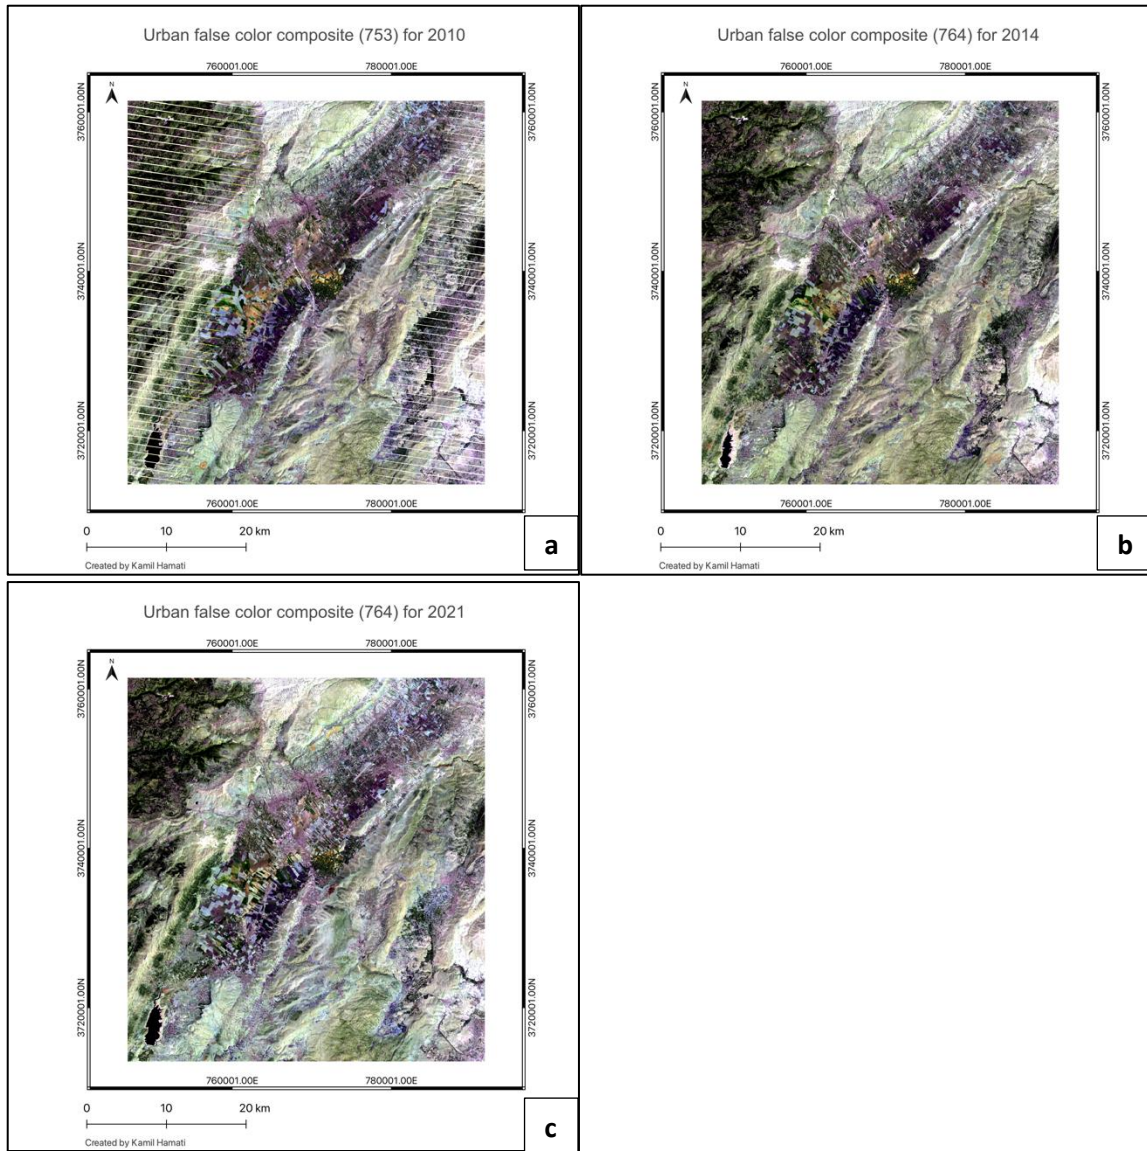 Urban false color composite (753) for 2010
760001.00E 780001.00E
N
3760001.00N 3760001.00N
3740001.00N 3740001.00N
3720001.00N 3720001.00N
760001.00E 780001.00E
0 10 20 km
Created by Kamil Hamati
a
Urban false color composite (764) for 2014
760001.00E 780001.00E
N
3760001.00N 3760001.00N
3740001.00N 3740001.00N
3720001.00N 3720001.00N
760001.00E 780001.00E
0 10 20 km
Created by Kamil Hamati
b
Urban false color composite (764) for 2021
760001.00E 780001.00E
N
3760001.00N 3760001.00N
3740001.00N 3740001.00N
3720001.00N 3720001.00N
760001.00E 780001.00E
0 10 20 km
Created by Kamil Hamati
c